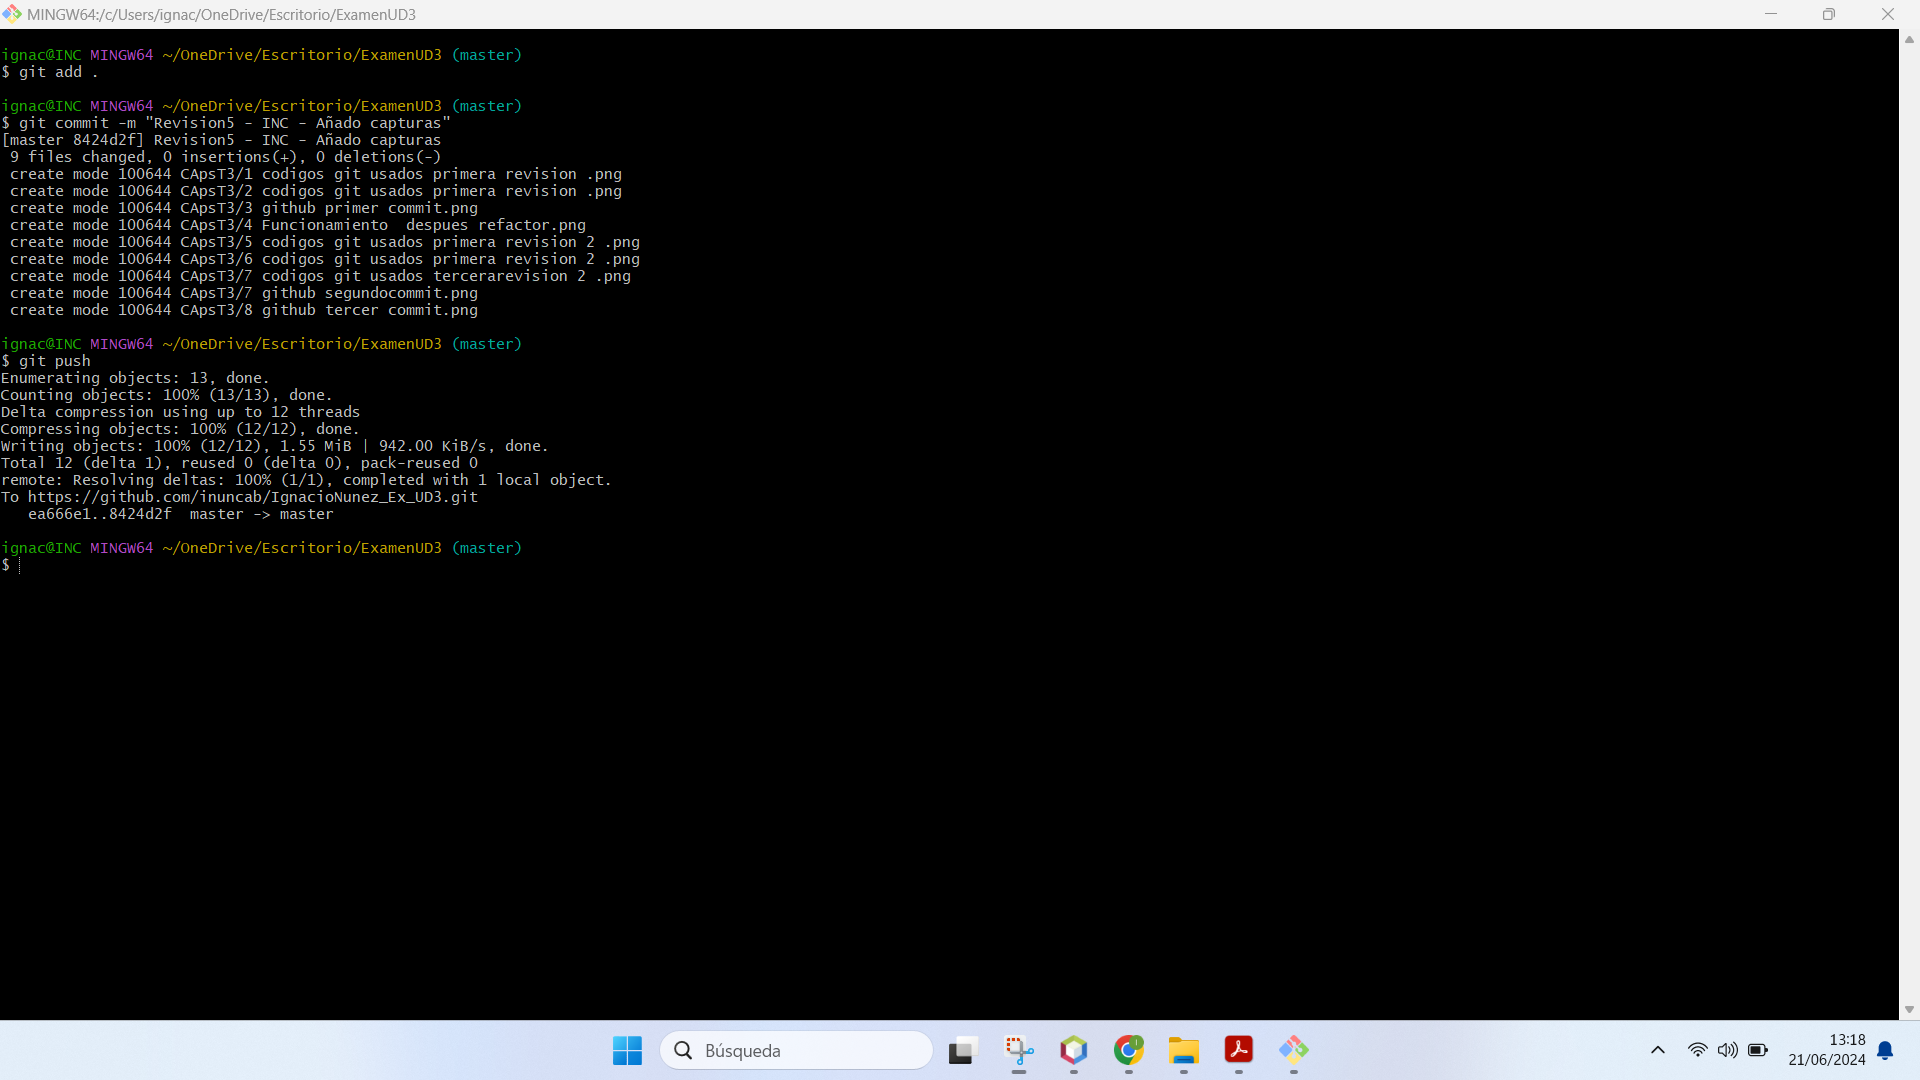 MINGW64:/c/Users/ignac/OneDrive/Escritorio/ExamenUD3
ignac@INC MINGW64 ~/OneDrive/Escritorio/ExamenUD3 (master)
$ git add .
ignac@INC MINGW64 ~/OneDrive/Escritorio/ExamenUD3 (master)
$ git commit -m "Revision5 - INC - Añado capturas"
[master 8424d2f] Revision5 - INC - Añado capturas
 9 files changed, 0 insertions(+), 0 deletions(-)
 create mode 100644 CApsT3/1 codigos git usados primera revision .png
 create mode 100644 CApsT3/2 codigos git usados primera revision .png
 create mode 100644 CApsT3/3 github primer commit.png
 create mode 100644 CApsT3/4 Funcionamiento  despues refactor.png
 create mode 100644 CApsT3/5 codigos git usados primera revision 2 .png
 create mode 100644 CApsT3/6 codigos git usados primera revision 2 .png
 create mode 100644 CApsT3/7 codigos git usados tercerarevision 2 .png
 create mode 100644 CApsT3/7 github segundocommit.png
 create mode 100644 CApsT3/8 github tercer commit.png
ignac@INC MINGW64 ~/OneDrive/Escritorio/ExamenUD3 (master)
$ git push
Enumerating objects: 13, done.
Counting objects: 100% (13/13), done.
Delta compression using up to 12 threads
Compressing objects: 100% (12/12), done.
Writing objects: 100% (12/12), 1.55 MiB | 942.00 KiB/s, done.
Total 12 (delta 1), reused 0 (delta 0), pack-reused 0
remote: Resolving deltas: 100% (1/1), completed with 1 local object.
To https://github.com/inuncab/IgnacioNunez_Ex_UD3.git
   ea666e1..8424d2f  master -> master
ignac@INC MINGW64 ~/OneDrive/Escritorio/ExamenUD3 (master)
$
Búsqueda
13:18
21/06/2024